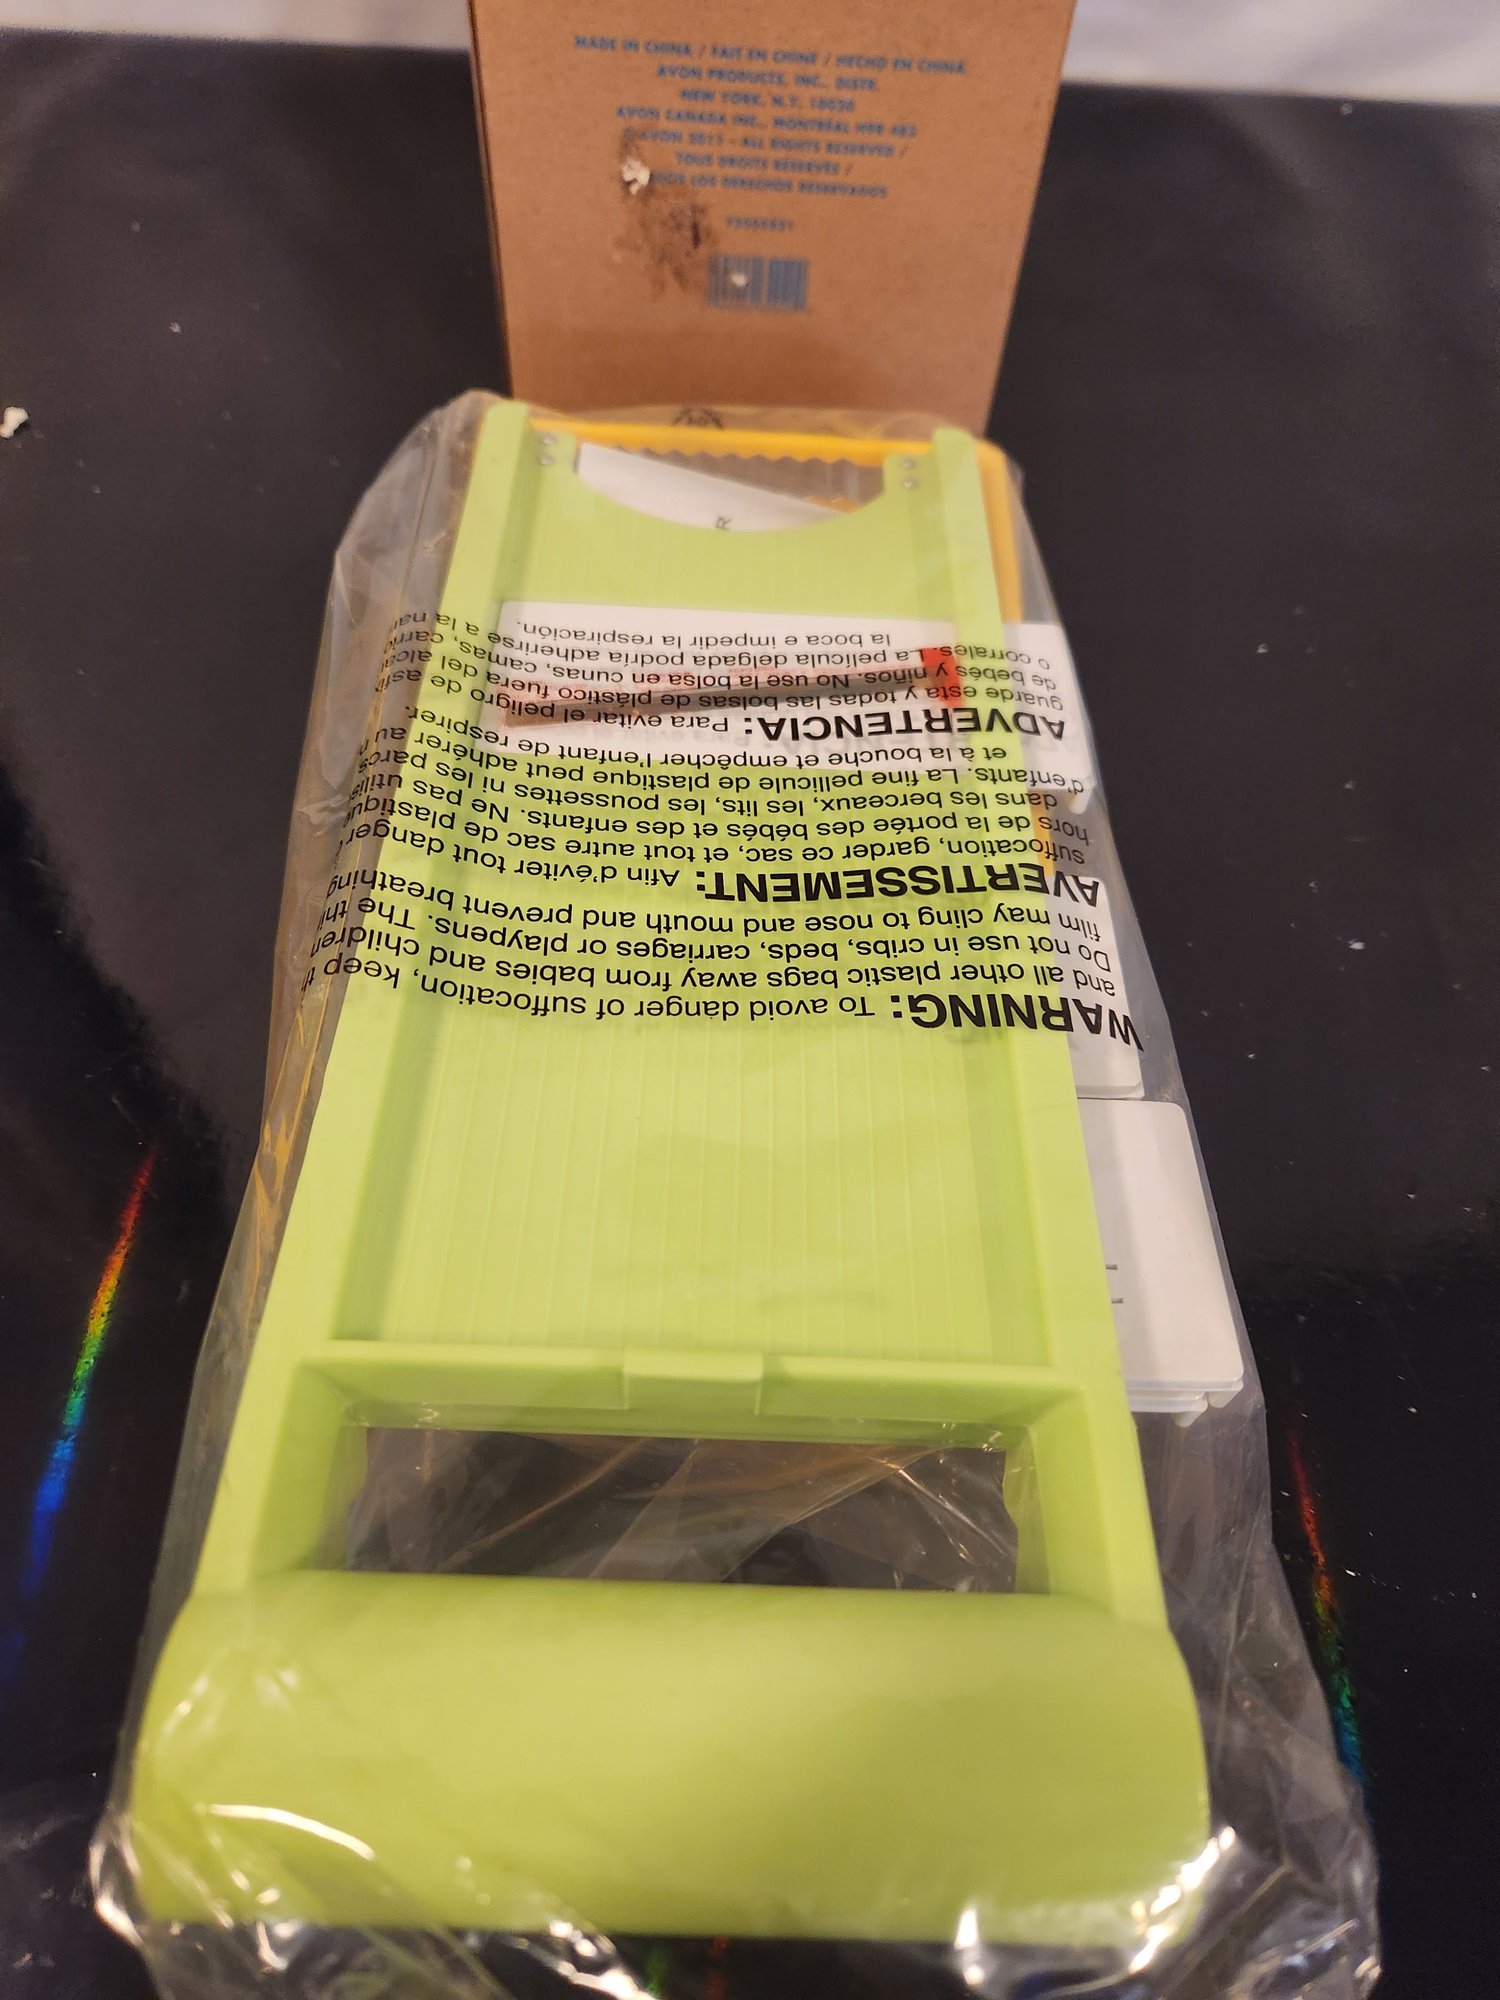 MADE IN CHINA / FAIT EN CHINE / HECHO EN CHINA
AVON PRODUCTS, INC., DISTR.
NEW YORK, N.Y. 10020
AVON CANADA INC., MONTREAL H9R 4B3
AVON 2011 - ALL RIGHTS RESERVED /
TOUS DROITS RÉSERVÉS /
LOS DERECHOS RESERVADOS
R
WARNING: To avoid danger of suffocation, keep
and all other plastic bags away from babies and children
Do not use in cribs, beds, carriages or playpens. The
film may cling to nose and mouth and prevent breathing
AVERTISSEMENT: Afin d'éviter tout danger
suffocation, garder ce sac, et tout autre sac de plastique
hors de la portée des bébés et des enfants. Ne pas
dans les berceaux, les lits, les poussettes ni les parcs
d'enfants. La fine pellicule de plastique peut adhérer au
et à la bouche et empêcher l'enfant de respirer.
ADVERTENCIA: Para evitar el peligro de
guarde esta y todas las bolsas de plástico fuera del
de bebés y niños. No use la bolsa en cunas, camas,
o corrales. La película delgada podría adherirse a la
la boca e impedir la respiración.